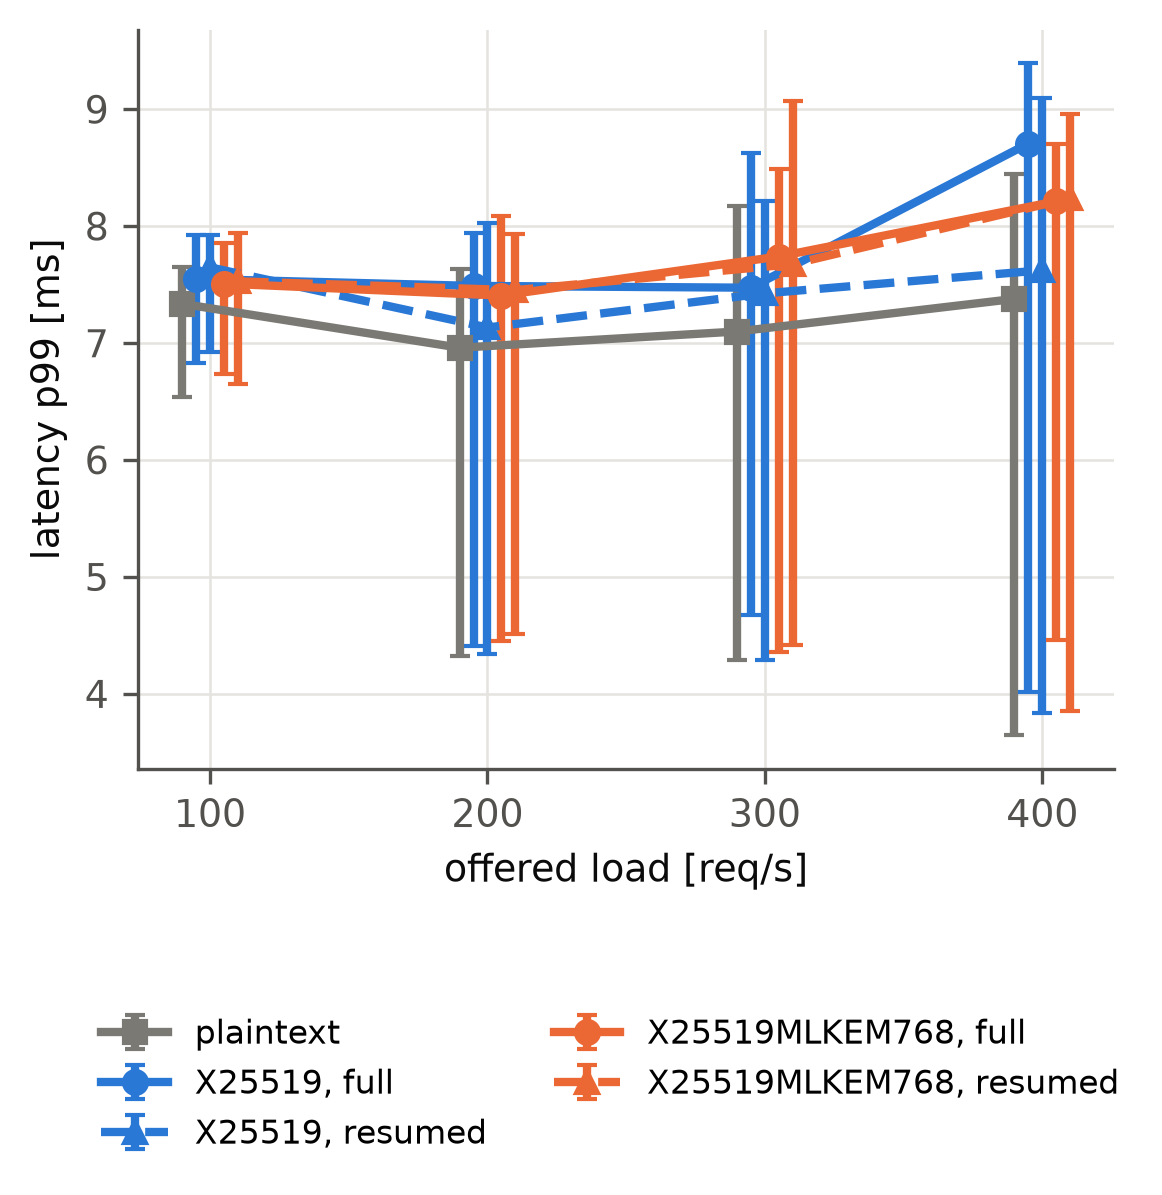 9
8
7
6
5
4
latency p99 [ms]
100 200 300 400
offered load [req/s]
plaintext
X25519, full
X25519, resumed
X25519MLKEM768, full
X25519MLKEM768, resumed